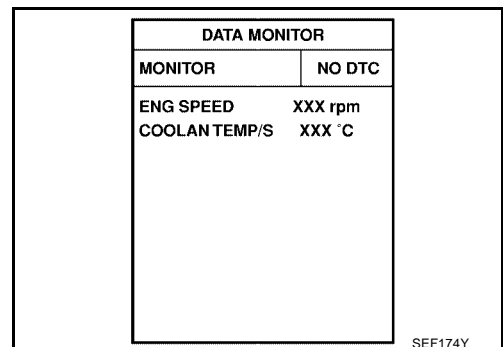 DATA MONITOR
MONITOR NO DTC
ENG SPEED XXX rpm
COOLAN TEMP/S XXX °C
SEF174Y